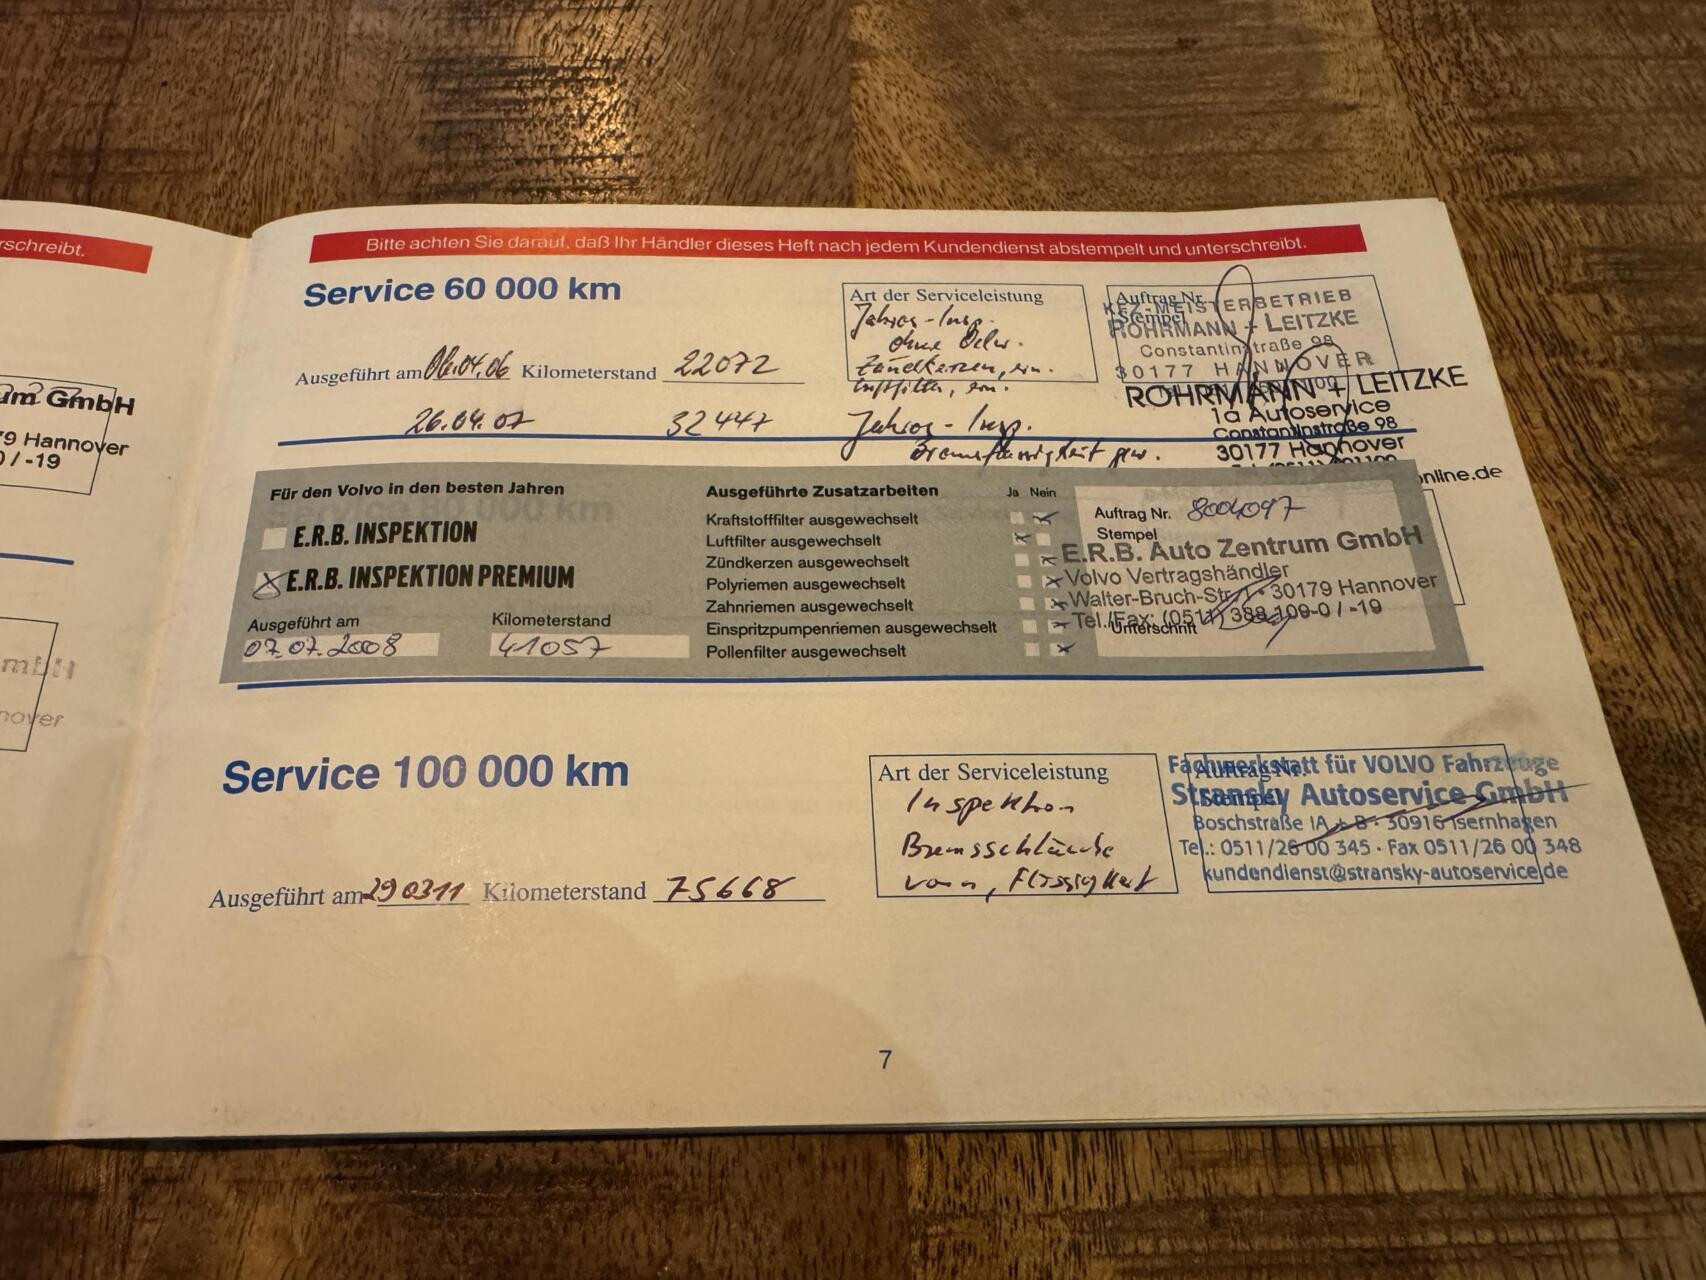 rschreibt.
um GmbH
79 Hannover
0 / -19
mbH
nover
Bitte achten Sie darauf, daß Ihr Händler dieses Heft nach jedem Kundendienst abstempelt und unterschreibt.
Service 60 000 km
Art der Serviceleistung
Jahres-Insp.
ohne Oelw.
Zündkerzen, ern.
Luftfilter, ern.
Auftrag Nr.
Stempel
KFZ-MEISTERBETRIEB
ROHRMANN + LEITZKE
Constantinstraße 98
30177 HANNOVER
Ausgeführt am 06.04.06 Kilometerstand 22072
26.04.07 32447 Jahres-Insp.
Bremsflüssigkeit gew.
ROHRMANN + LEITZKE
1a Autoservice
Constantinstraße 98
30177 Hannover
online.de
Für den Volvo in den besten Jahren
E.R.B. INSPEKTION
E.R.B. INSPEKTION PREMIUM
Ausgeführt am Kilometerstand
07.07.2008 41057
Ausgeführte Zusatzarbeiten Ja Nein
Kraftstofffilter ausgewechselt
Luftfilter ausgewechselt
Zündkerzen ausgewechselt
Polyriemen ausgewechselt
Zahnriemen ausgewechselt
Einspritzpumpenriemen ausgewechselt
Pollenfilter ausgewechselt
Auftrag Nr. 8004097
Stempel
E.R.B. Auto Zentrum GmbH
Volvo Vertragshändler
Walter-Bruch-Str. 1 · 30179 Hannover
Tel./Fax: (0511) 388 109-0 / -19
Unterschrift
Service 100 000 km
Art der Serviceleistung
Inspektion
Bremsschläuche
vorn, Flüssigkeit
Auftrag Nr.
Stempel
Fachwerkstatt für VOLVO Fahrzeuge
Stransky Autoservice GmbH
Boschstraße 1A + B · 30916 Isernhagen
Tel.: 0511/26 00 345 · Fax 0511/26 00 348
kundendienst@stransky-autoservice.de
Ausgeführt am 290311 Kilometerstand 75668
7